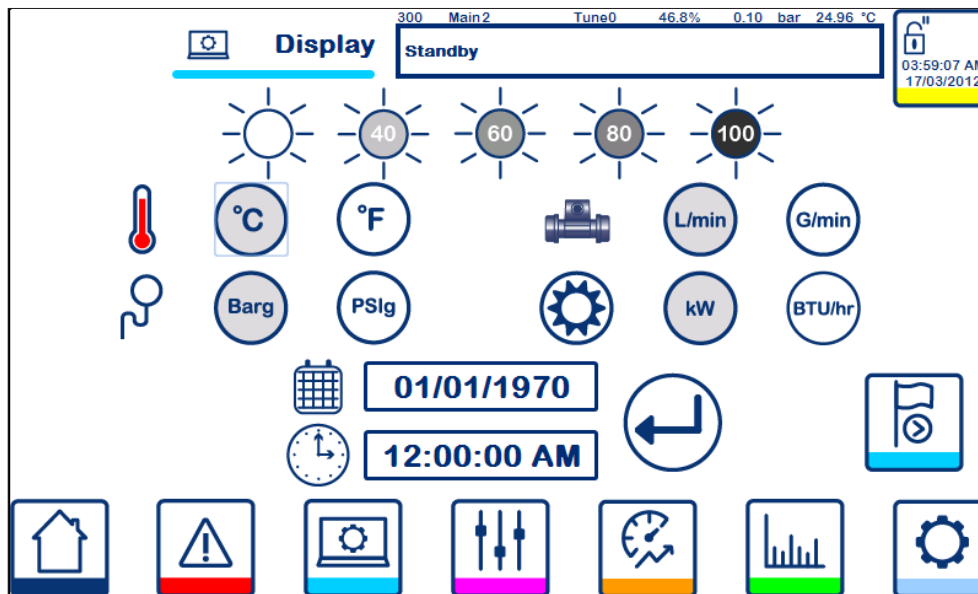 300 Main2 Tune0 46.8% 0.10 bar 24.96 °C
Display
Standby
03:59:07 AM
17/03/2012
40 60 80 100
°C °F L/min G/min
Barg PSIg kW BTU/hr
01/01/1970
12:00:00 AM